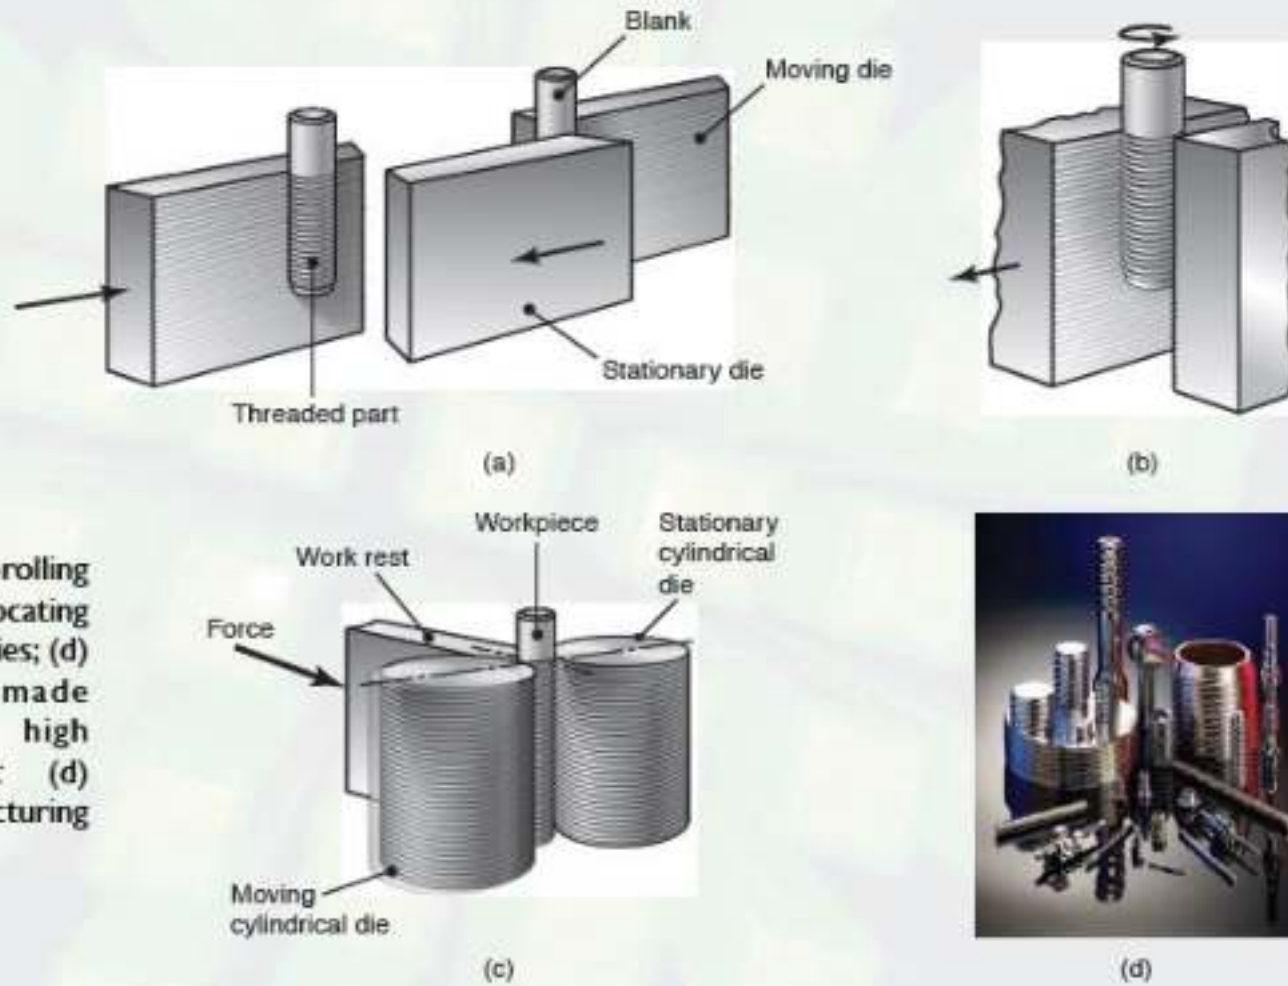 Blank
Moving die
Stationary die
Threaded part
(a)
(b)
rolling
ocating
ies; (d)
made
high
(d)
cturing
Workpiece
Stationary
cylindrical
die
Work rest
Force
Moving
cylindrical die
(c)
(d)